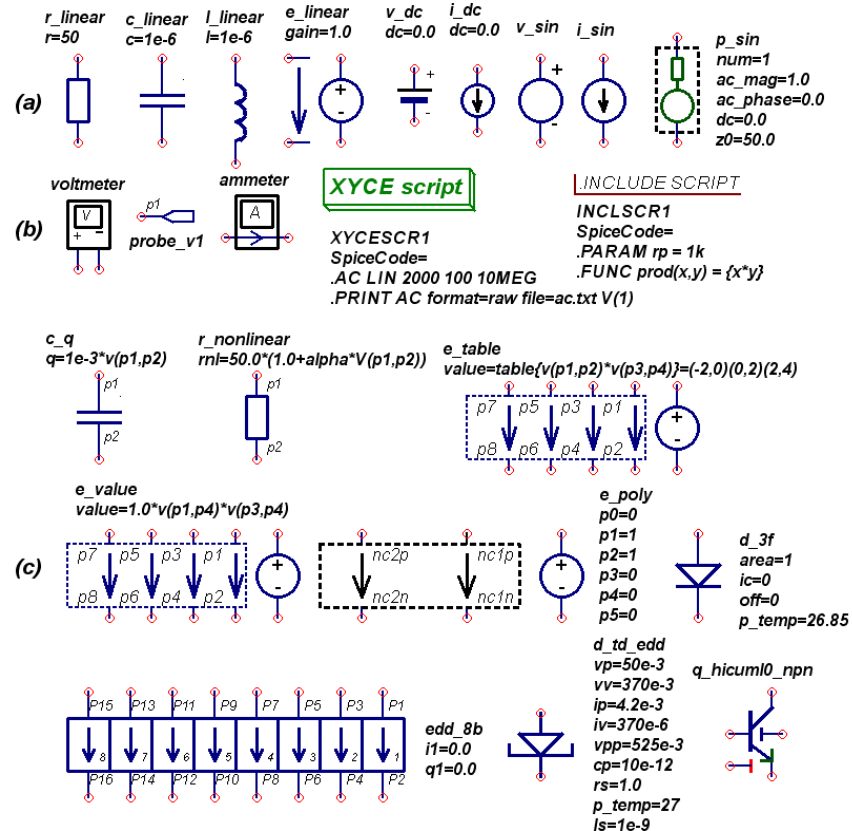 r_linear
r=50
c_linear
c=1e-6
l_linear
l=1e-6
e_linear
gain=1.0
v_dc
dc=0.0
i_dc
dc=0.0
v_sin
i_sin
p_sin
num=1
ac_mag=1.0
ac_phase=0.0
dc=0.0
z0=50.0
+
-
+
-
+
-
(a)
voltmeter
V
+ -
p1
probe_v1
ammeter
A
(b)
XYCE script
XYCESCR1
SpiceCode=
.AC LIN 2000 100 10MEG
.PRINT AC format=raw file=ac.txt V(1)
.INCLUDE SCRIPT
INCLSCR1
SpiceCode=
.PARAM rp = 1k
.FUNC prod(x,y) = {x*y}
c_q
q=1e-3*v(p1,p2)
p1
p2
r_nonlinear
rnl=50.0*(1.0+alpha*V(p1,p2))
p1
p2
e_table
value=table{v(p1,p2)*v(p3,p4)}=(-2,0)(0,2)(2,4)
p7 p5 p3 p1
p8 p6 p4 p2
+
-
e_value
value=1.0*v(p1,p4)*v(p3,p4)
p7 p5 p3 p1
p8 p6 p4 p2
+
-
(c)
nc2p nc1p
nc2n nc1n
+
-
e_poly
p0=0
p1=1
p2=1
p3=0
p4=0
p5=0
d_3f
area=1
ic=0
off=0
p_temp=26.85
P15 P13 P11 P9 P7 P5 P3 P1
8 7 6 5 4 3 2 1
P16 P14 P12 P10 P8 P6 P4 P2
edd_8b
i1=0.0
q1=0.0
d_td_edd
vp=50e-3
vv=370e-3
ip=4.2e-3
iv=370e-6
vpp=525e-3
cp=10e-12
rs=1.0
p_temp=27
ls=1e-9
q_hicuml0_npn